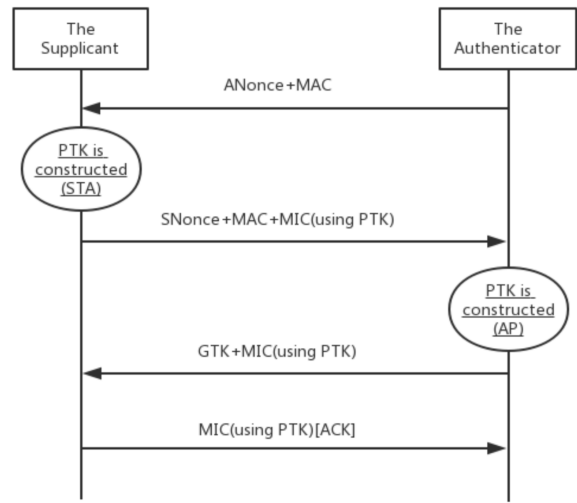 The
Supplicant
The
Authenticator
ANonce+MAC
PTK is
constructed
(STA)
SNonce+MAC+MIC(using PTK)
PTK is
constructed
(AP)
GTK+MIC(using PTK)
MIC(using PTK)[ACK]